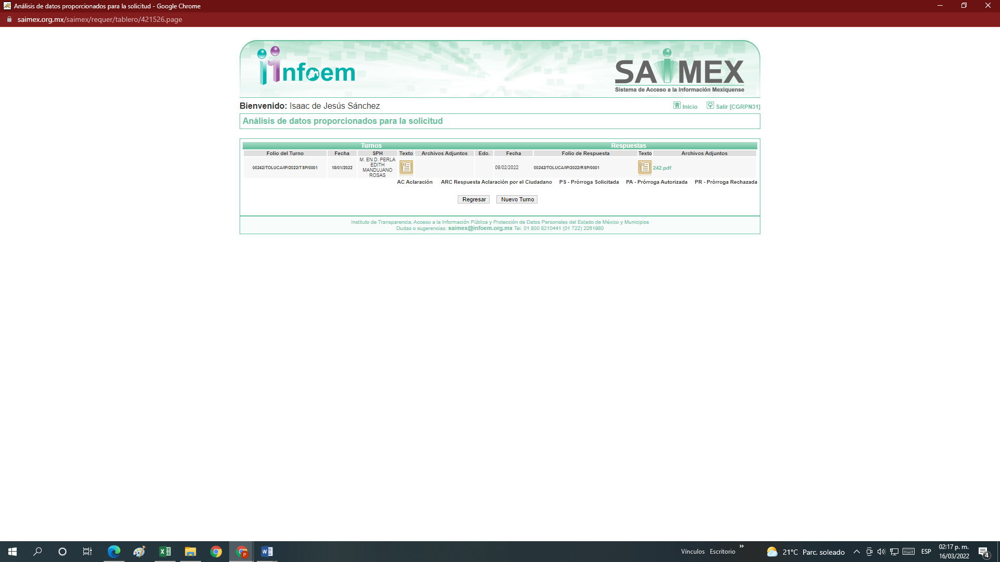 Análisis de datos proporcionados para la solicitud - Google Chrome
saimex.org.mx/saimex/requer/tablero/421526.page
infoem
SAIMEX
Sistema de Acceso a la Información Mexiquense
Bienvenido: Isaac de Jesús Sánchez
Inicio Salir [CGRPN31]
Análisis de datos proporcionados para la solicitud
Turnos Respuestas
Folio del Turno Fecha SPH Texto Archivos Adjuntos Edo. Fecha Folio de Respuesta Texto Archivos Adjuntos
00242/TOLUCA/IP/2022/TSP/0001 18/01/2022 M. EN D. PERLA
EDITH
MANDUJANO
ROSAS
08/02/2022 00242/TOLUCA/IP/2022/RSP/0001 242.pdf
AC Aclaración ARC Respuesta Aclaración por el Ciudadano PS - Prórroga Solicitada PA - Prórroga Autorizada PR - Prórroga Rechazada
Regresar Nuevo Turno
Instituto de Transparencia, Acceso a la Información Pública y Protección de Datos Personales del Estado de México y Municipios
Dudas o sugerencias: saimex@infoem.org.mx Tel. 01 800 8210441 (01 722) 2261980
Vínculos Escritorio » 21°C Parc. soleado ESP 02:17 p. m.
16/03/2022 4